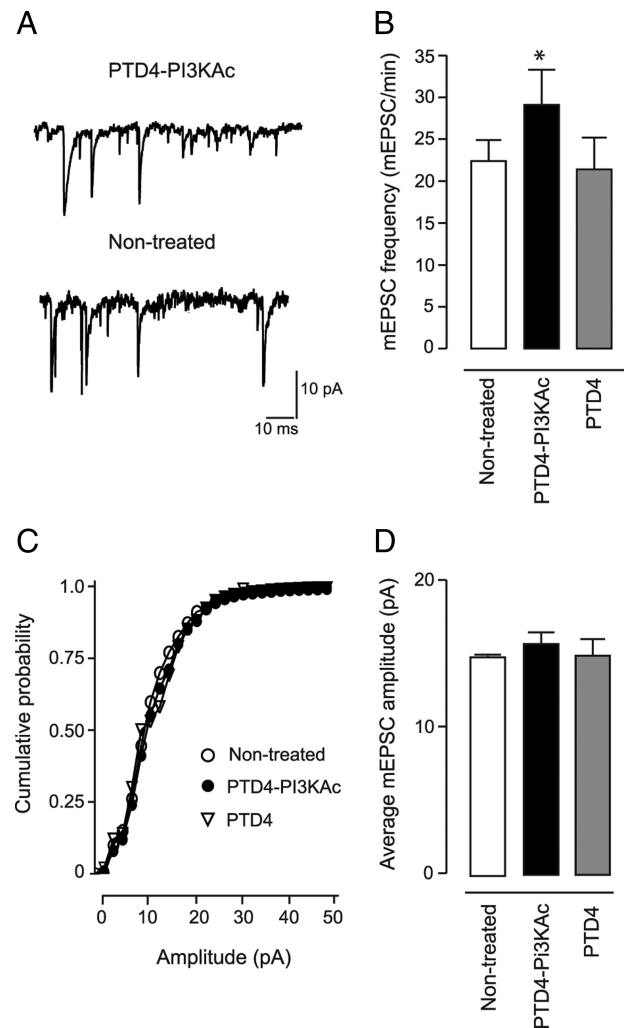 A
PTD4-PI3KAc
Non-treated
10 pA
10 ms
B
mEPSC frequency (mEPSC/min)
35
30
25
20
15
10
5
0
*
Non-treated
PTD4-PI3KAc
PTD4
C
Cumulative probability
1.0
0.75
0.50
0.25
0
Non-treated
PTD4-PI3KAc
PTD4
0 10 20 30 40 50
Amplitude (pA)
D
Average mEPSC amplitude (pA)
20
10
0
Non-treated
PTD4-Pi3KAc
PTD4